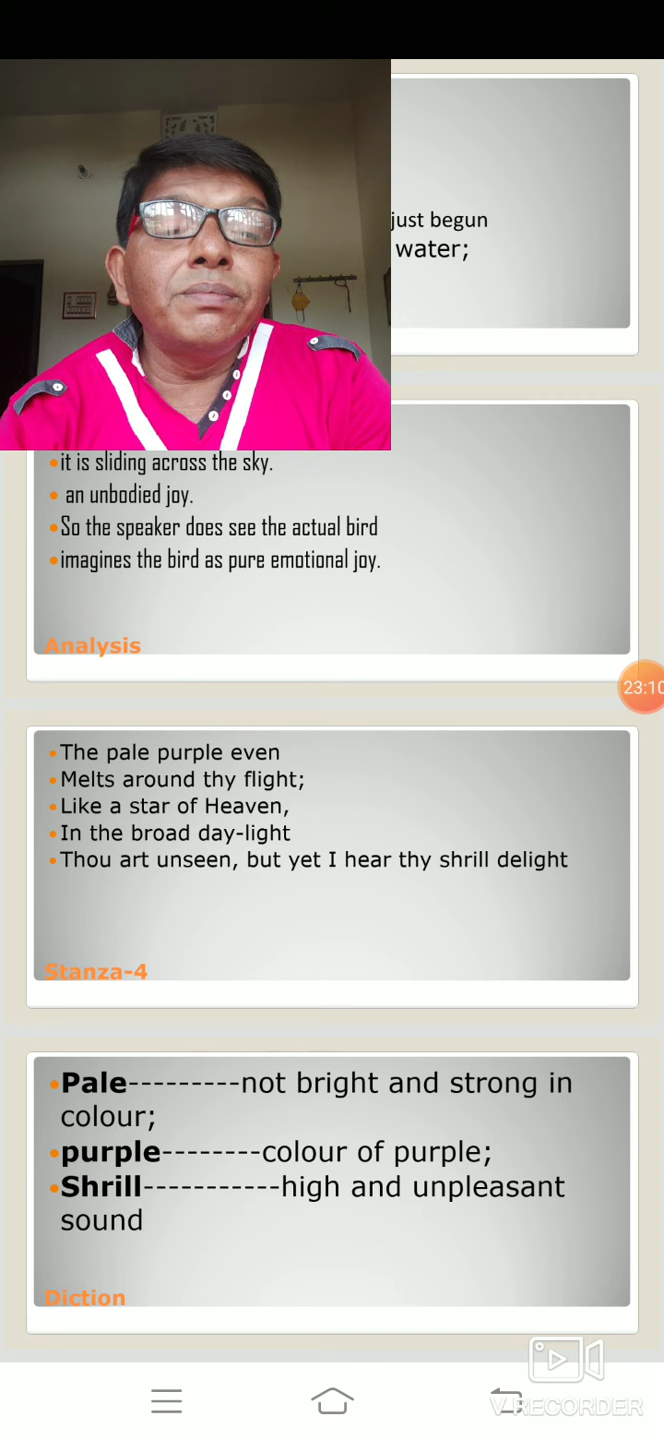 just begun
water;
•it is sliding across the sky.
• an unbodied joy.
•So the speaker does see the actual bird
•imagines the bird as pure emotional joy.
Analysis
23:10
•The pale purple even
•Melts around thy flight;
•Like a star of Heaven,
•In the broad day-light
•Thou art unseen, but yet I hear thy shrill delight
Stanza-4
•Pale---------not bright and strong in
colour;
•purple--------colour of purple;
•Shrill-----------high and unpleasant
sound
Diction
V RECORDER